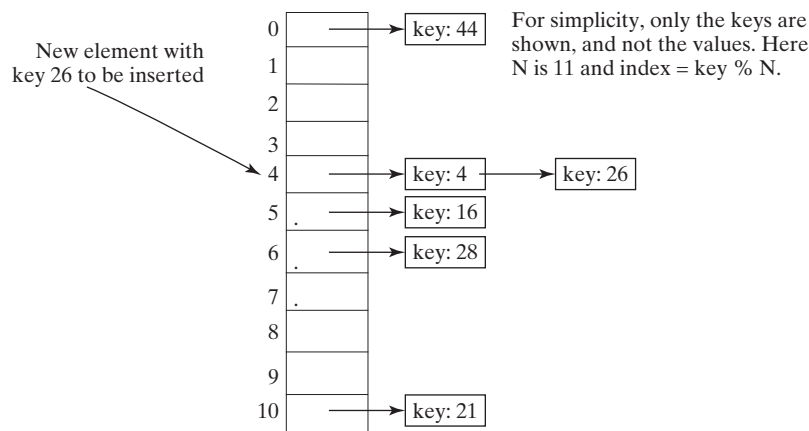 For simplicity, only the keys are
shown, and not the values. Here
N is 11 and index = key % N.
New element with
key 26 to be inserted
0 key: 44
1
2
3
4 key: 4 key: 26
5 . key: 16
6 . key: 28
7 .
8
9
10 key: 21